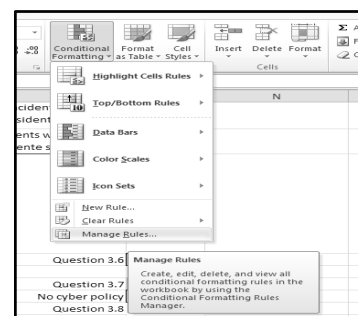 Conditional Formatting
Format as Table
Cell Styles
Insert Delete Format
Cells
.00
N
Highlight Cells Rules
Top/Bottom Rules
10
Data Bars
Color Scales
Icon Sets
New Rule...
Clear Rules
Manage Rules...
Question 3.6
Question 3.7
No cyber policy
Question 3.8
Manage Rules
Create, edit, delete, and view all
conditional formatting rules in the
workbook by using the
Conditional Formatting Rules
Manager.